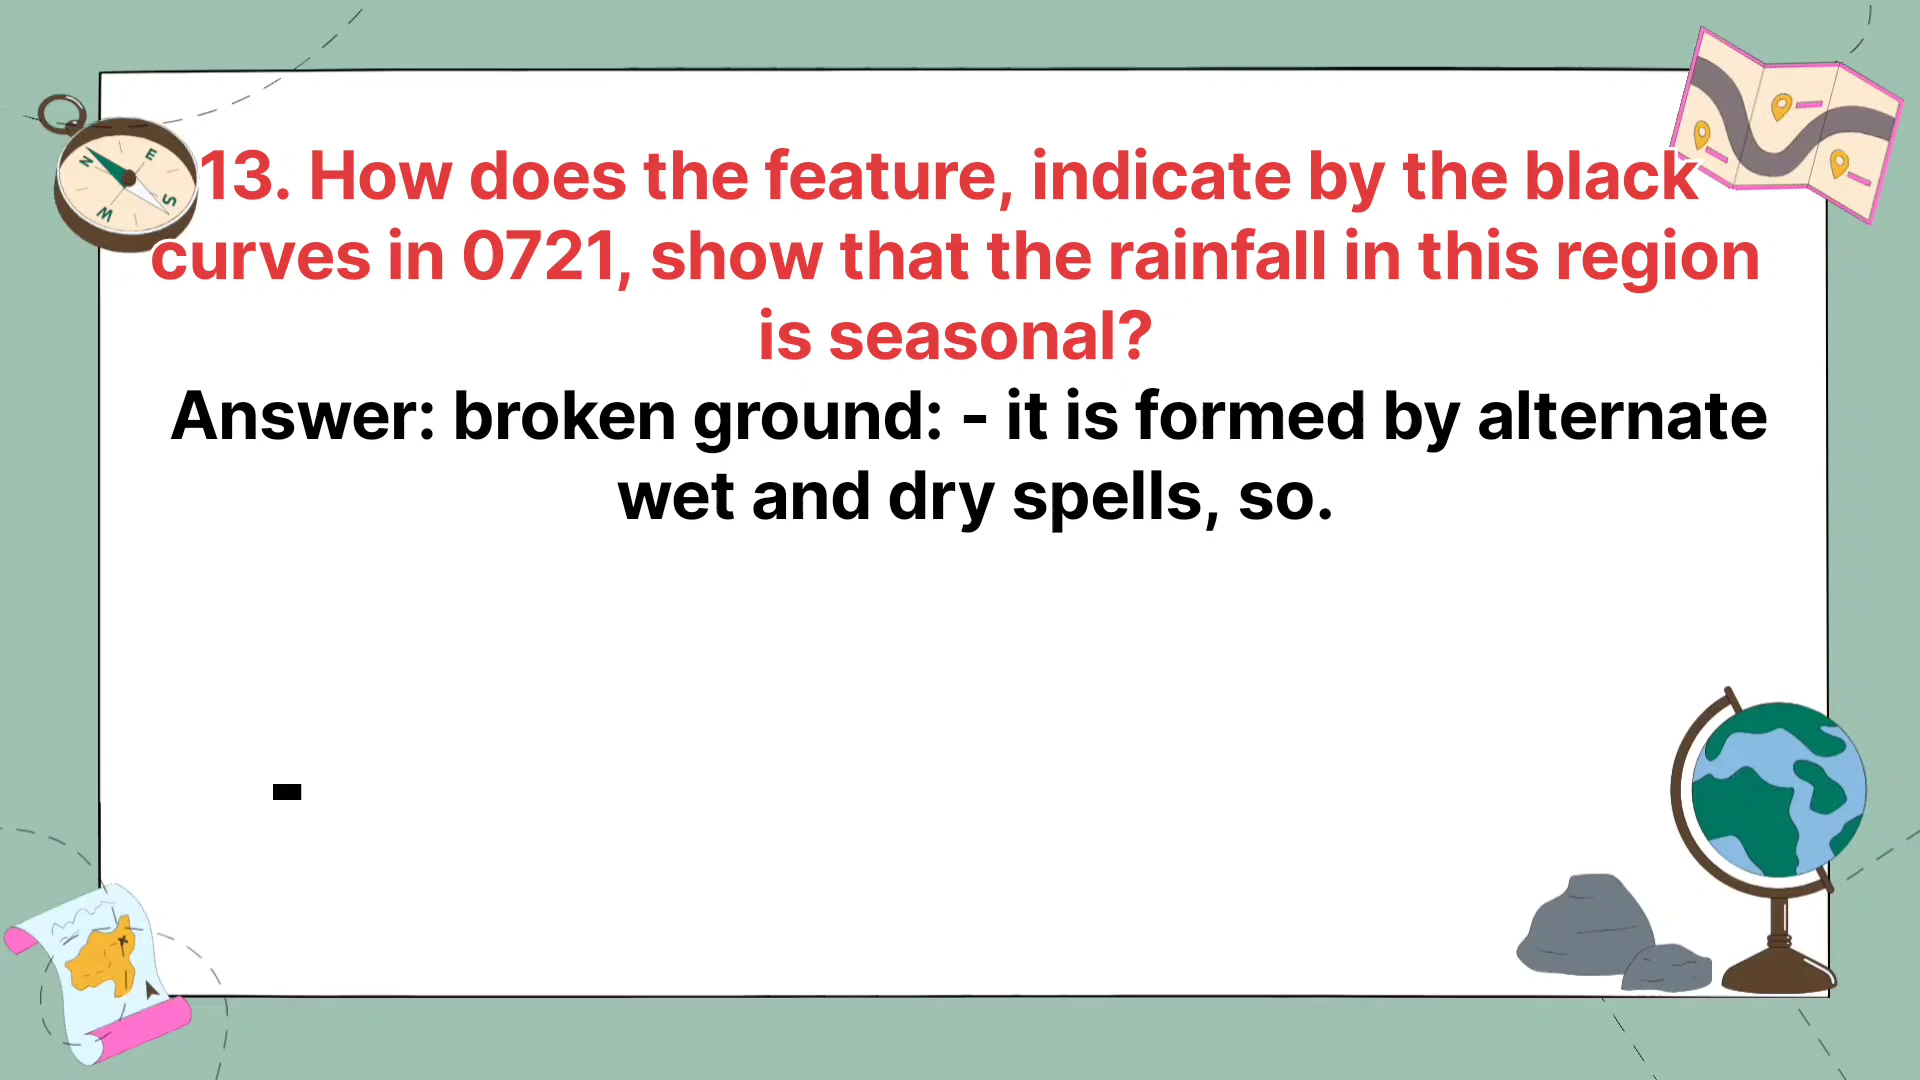 13. How does the feature, indicate by the black
curves in 0721, show that the rainfall in this region
is seasonal?
Answer: broken ground: - it is formed by alternate
wet and dry spells, so.
-
N
E
S
W